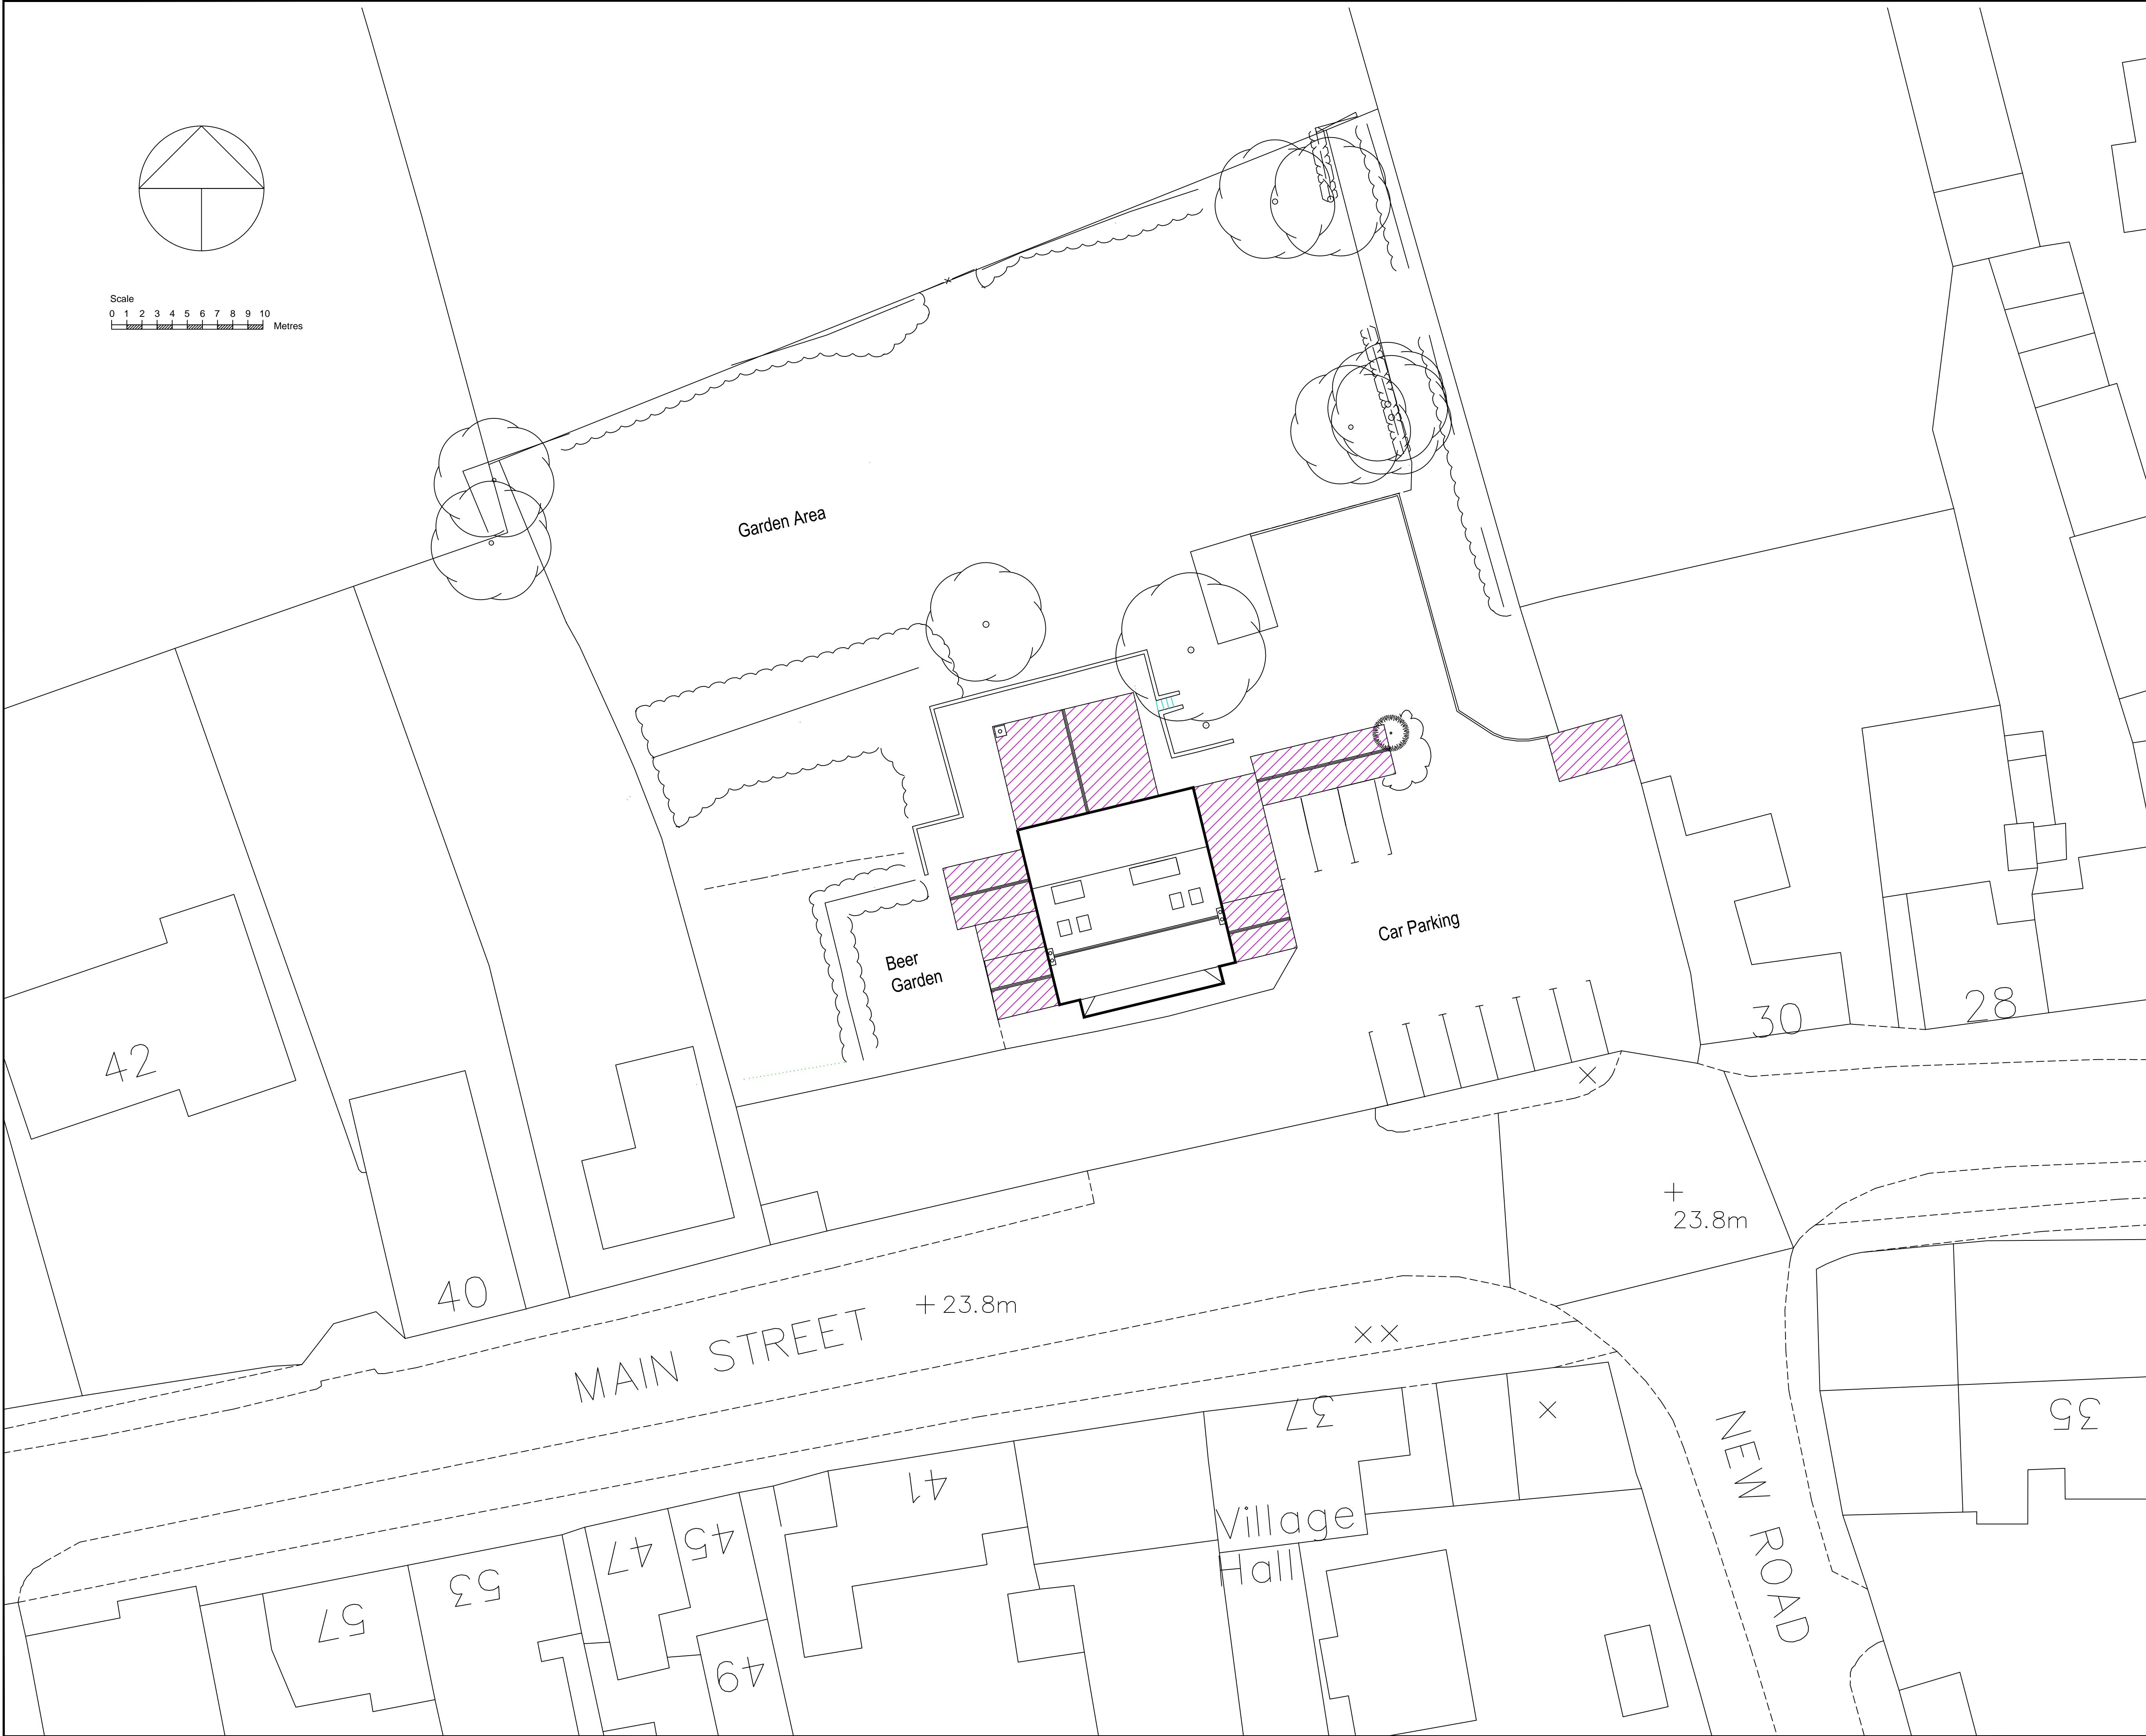 Scale
0 1 2 3 4 5 6 7 8 9 10
Metres
Garden Area
Car Parking
Beer
Garden
42
30
28
23.8m
40
23.8m
MAIN STREET
37
35
NEW ROAD
41
Village
Hall
45
47
53
57
49